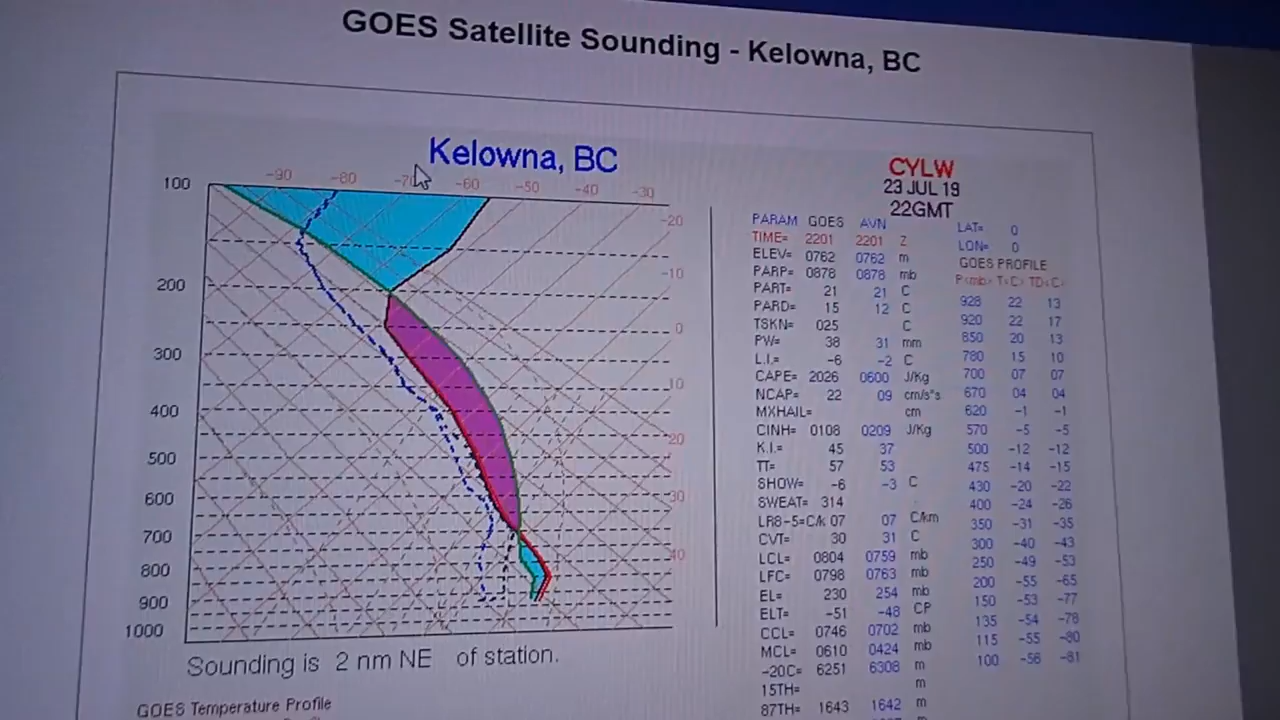 GOES Satellite Sounding - Kelowna, BC
Kelowna, BC
-90 -80 -70 -60 -50 -40 -30
-20
-10
0
10
20
30
40
100
200
300
400
500
600
700
800
900
1000
Sounding is 2 nm NE of station.
GOES Temperature Profile
CYLW
23 JUL 19
22GMT
PARAM GOES AVN
TIME= 2201 2201 Z
ELEV= 0762 0762 m
PARP= 0878 0878 mb
PART= 21 21 C
PARD= 15 12 C
TSKN= 025 C
PW= 38 31 mm
L.I.= -6 -2 C
CAPE= 2026 0600 J/Kg
NCAP= 22 09 cm/s*s
MXHAIL= cm
CINH= 0108 0209 J/Kg
K.I.= 45 37
TT= 57 53
SHOW= -6 -3 C
SWEAT= 314
LR8-5=C/k 07 07 C/km
CVT= 30 31 C
LCL= 0804 0759 mb
LFC= 0798 0763 mb
EL= 230 254 mb
ELT= -51 -48 CP
CCL= 0746 0702 mb
MCL= 0610 0424 mb
-20C= 6251 6308 m
15TH= m
87TH= 1643 1642 m
LAT= 0
LON= 0
GOES PROFILE
P<mb> T<C> TD<C>
928 22 13
920 22 17
850 20 13
780 15 10
700 07 07
670 04 04
620 -1 -1
570 -5 -5
500 -12 -12
475 -14 -15
430 -20 -22
400 -24 -26
350 -31 -35
300 -40 -43
250 -49 -53
200 -55 -65
150 -53 -77
135 -54 -78
115 -55 -80
100 -56 -81